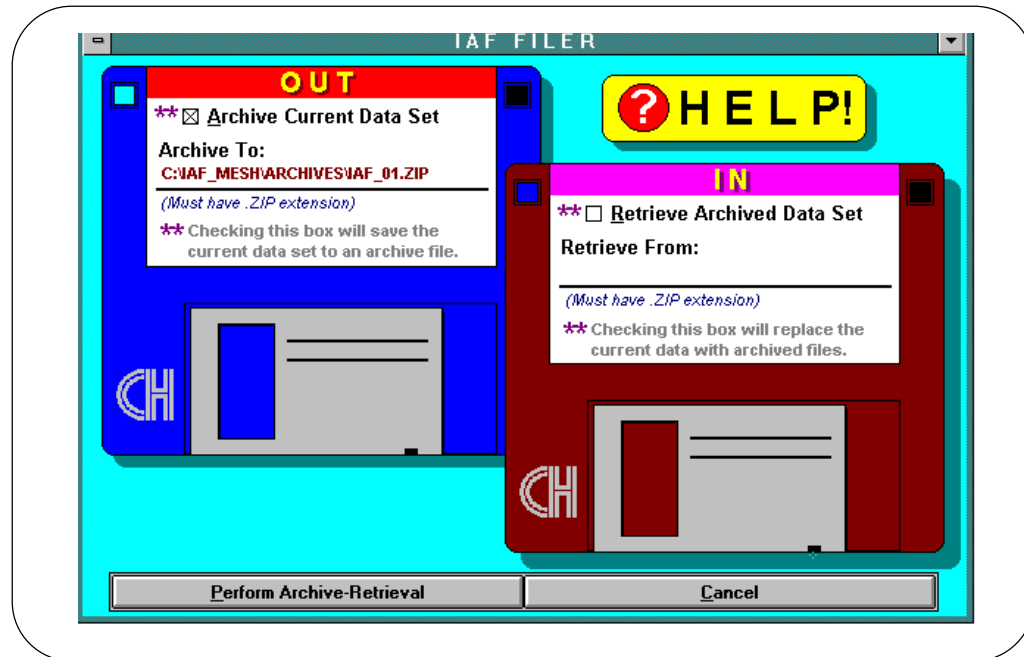 IAF FILER
OUT
** Archive Current Data Set
Archive To:
C:\IAF_MESH\ARCHIVES\IAF_01.ZIP
(Must have .ZIP extension)
** Checking this box will save the
current data set to an archive file.
CH
? HELP!
IN
** Retrieve Archived Data Set
Retrieve From:
(Must have .ZIP extension)
** Checking this box will replace the
current data with archived files.
CH
Perform Archive-Retrieval
Cancel